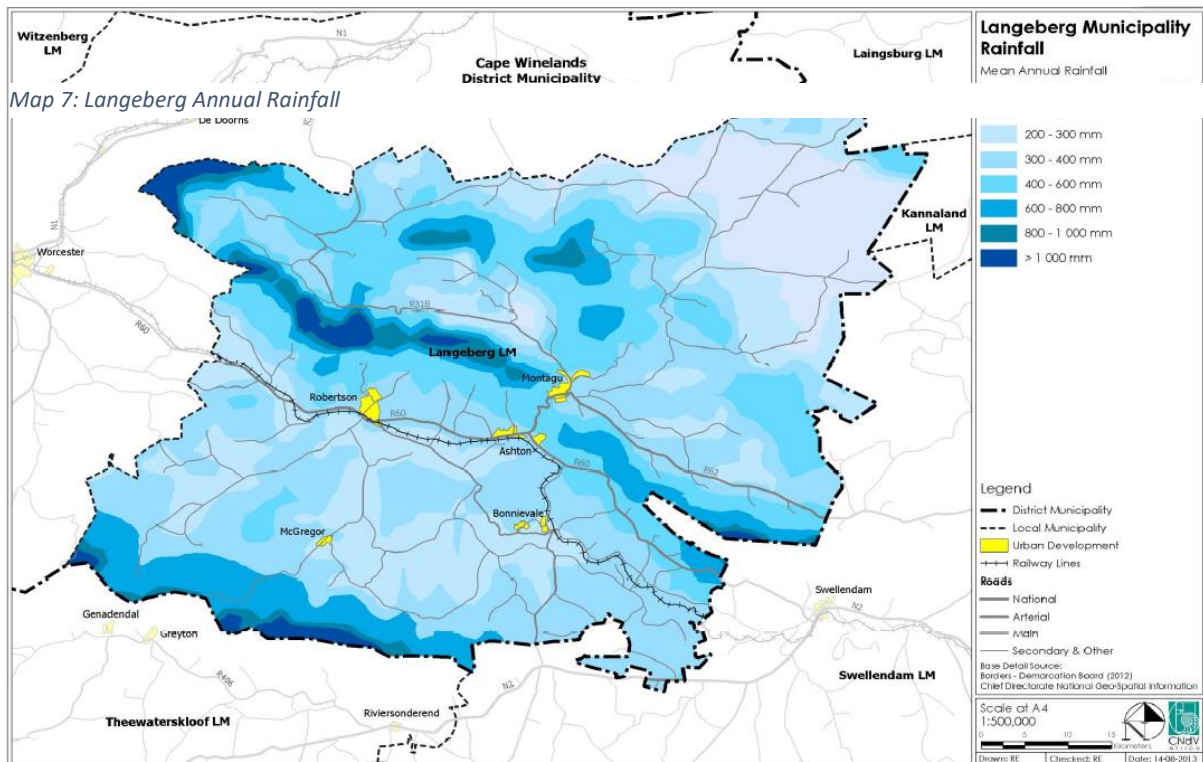 Langeberg Municipality
Rainfall
Mean Annual Rainfall
Witzenberg
LM
N1
Cape Winelands
District Municipality
Laingsburg LM
Map 7: Langeberg Annual Rainfall
De Doorns
200 - 300 mm
300 - 400 mm
400 - 600 mm
600 - 800 mm
800 - 1 000 mm
> 1 000 mm
Kannaland
LM
N1
Worcester
R60
R318
Langeberg LM
Montagu
Robertson
R60
Ashton
R60
R62
Bonnievale
McGregor
Genadendal
Greyton
Swellendam
N2
R406
N2
Swellendam LM
Theewaterskloof LM
Riviersonderend
Legend
District Municipality
Local Municipality
Urban Development
Railway Lines
Roads
National
Arterial
Main
Secondary & Other
Base Detail Source:
Borders - Demarcation Board (2012)
Chief Directorate National Geo-Spatial Information
Scale at A4
1:500,000
0 5 10 15
Kilometers
CNdV
africa
Drawn: RE
Checked: RE
Date: 14-06-2013